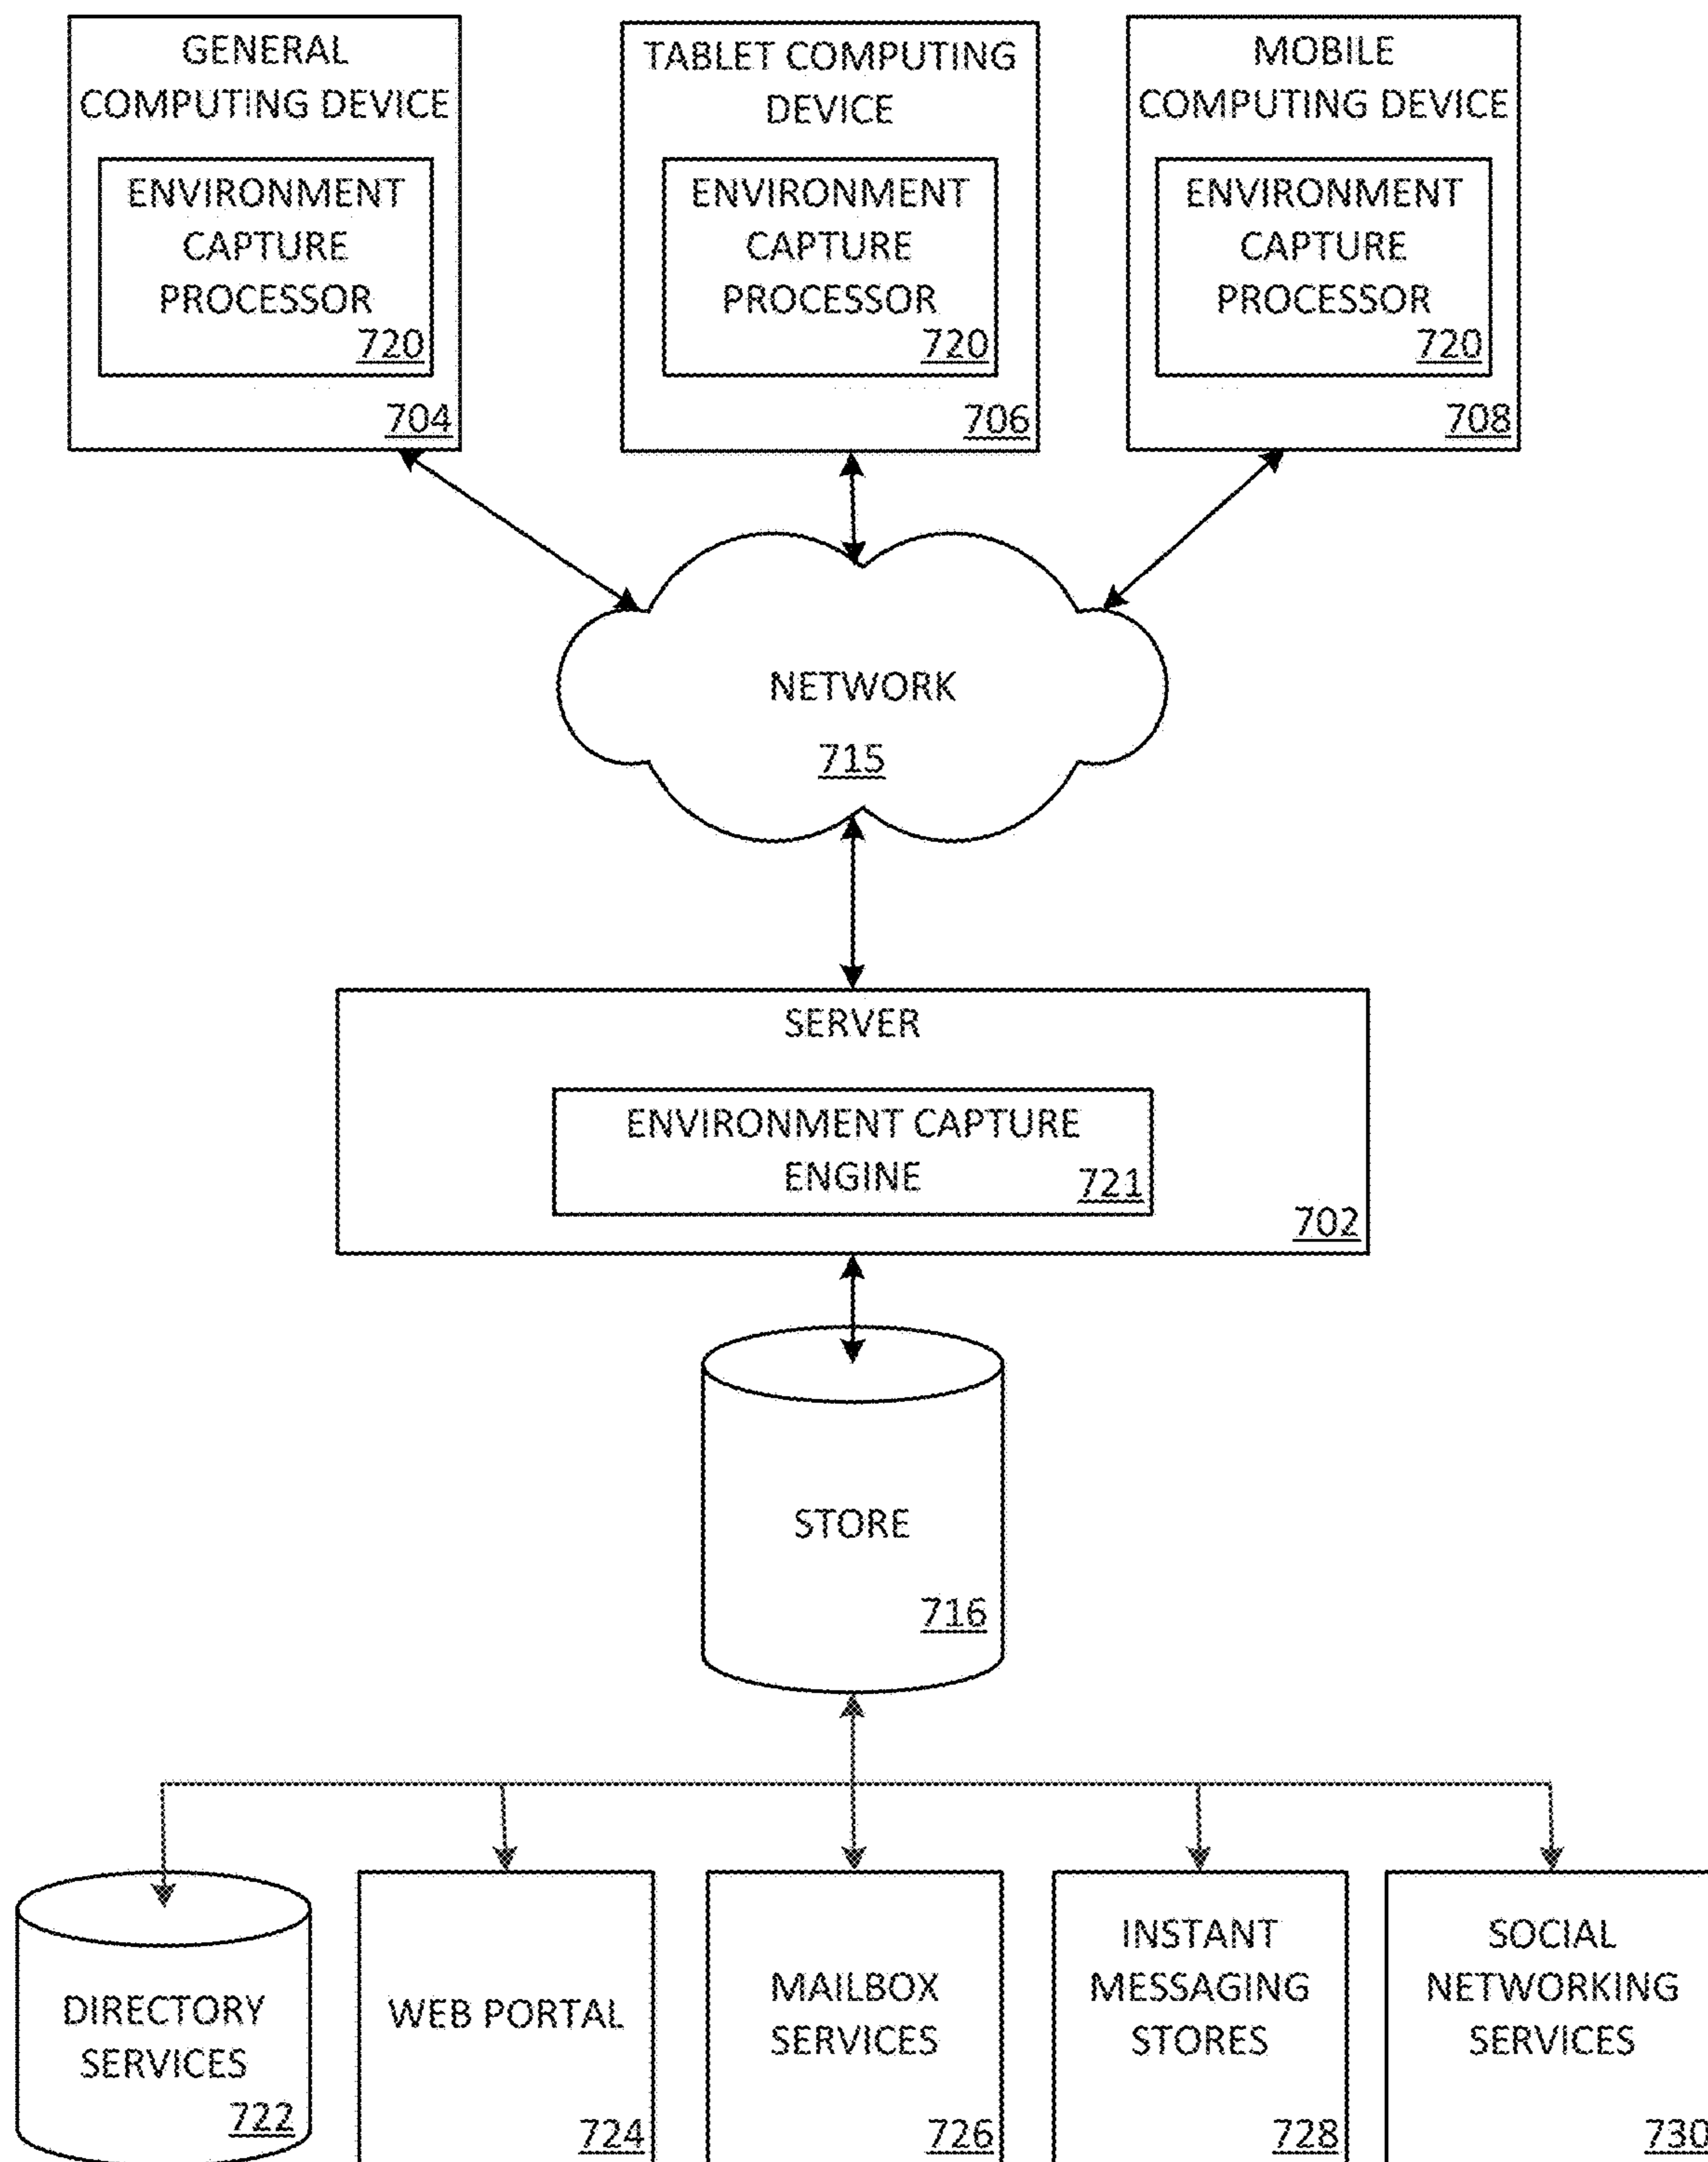 GENERAL
COMPUTING DEVICE
ENVIRONMENT
CAPTURE
PROCESSOR
720
704
TABLET COMPUTING
DEVICE
ENVIRONMENT
CAPTURE
PROCESSOR
720
706
MOBILE
COMPUTING DEVICE
ENVIRONMENT
CAPTURE
PROCESSOR
720
708
NETWORK
715
SERVER
ENVIRONMENT CAPTURE
ENGINE
721
702
STORE
716
DIRECTORY
SERVICES
722
WEB PORTAL
724
MAILBOX
SERVICES
726
INSTANT
MESSAGING
STORES
728
SOCIAL
NETWORKING
SERVICES
730